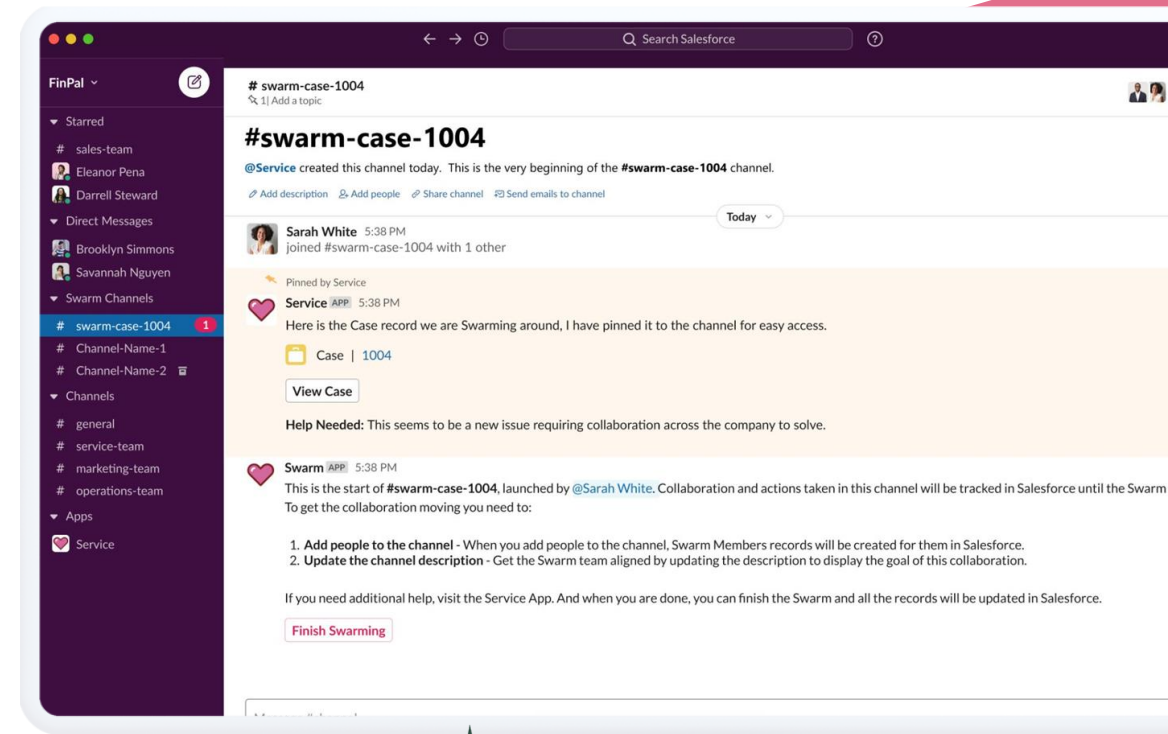 Search Salesforce
FinPal
Starred
# sales-team
Eleanor Pena
Darrell Steward
Direct Messages
Brooklyn Simmons
Savannah Nguyen
Swarm Channels
# swarm-case-1004 1
# Channel-Name-1
# Channel-Name-2
Channels
# general
# service-team
# marketing-team
# operations-team
Apps
Service
# swarm-case-1004
1| Add a topic
#swarm-case-1004
@Service created this channel today. This is the very beginning of the #swarm-case-1004 channel.
Add description Add people Share channel Send emails to channel
Today
Sarah White 5:38 PM
joined #swarm-case-1004 with 1 other
Pinned by Service
Service APP 5:38 PM
Here is the Case record we are Swarming around, I have pinned it to the channel for easy access.
Case | 1004
View Case
Help Needed: This seems to be a new issue requiring collaboration across the company to solve.
Swarm APP 5:38 PM
This is the start of #swarm-case-1004, launched by @Sarah White. Collaboration and actions taken in this channel will be tracked in Salesforce until the Swarm
To get the collaboration moving you need to:
1. Add people to the channel - When you add people to the channel, Swarm Members records will be created for them in Salesforce.
2. Update the channel description - Get the Swarm team aligned by updating the description to display the goal of this collaboration.
If you need additional help, visit the Service App. And when you are done, you can finish the Swarm and all the records will be updated in Salesforce.
Finish Swarming